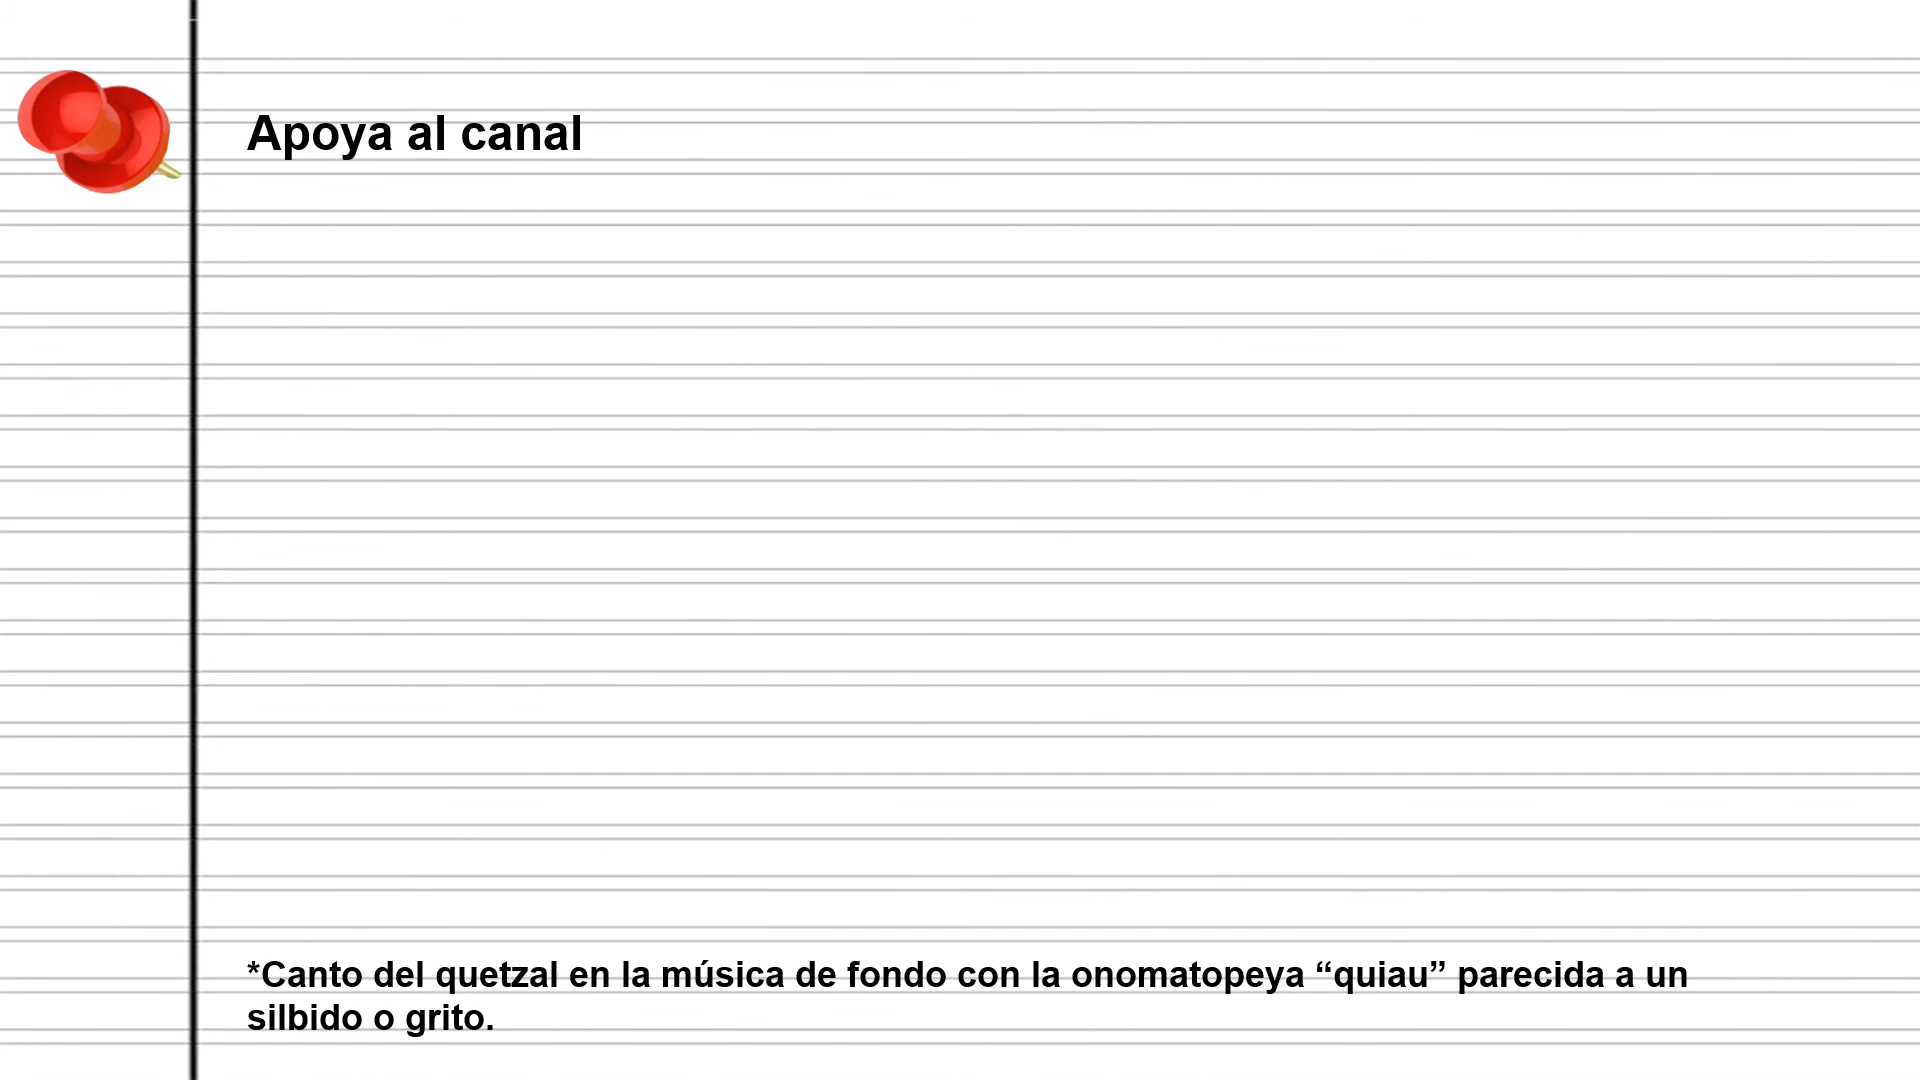 Apoya al canal
*Canto del quetzal en la música de fondo con la onomatopeya “quiau” parecida a un
silbido o grito.